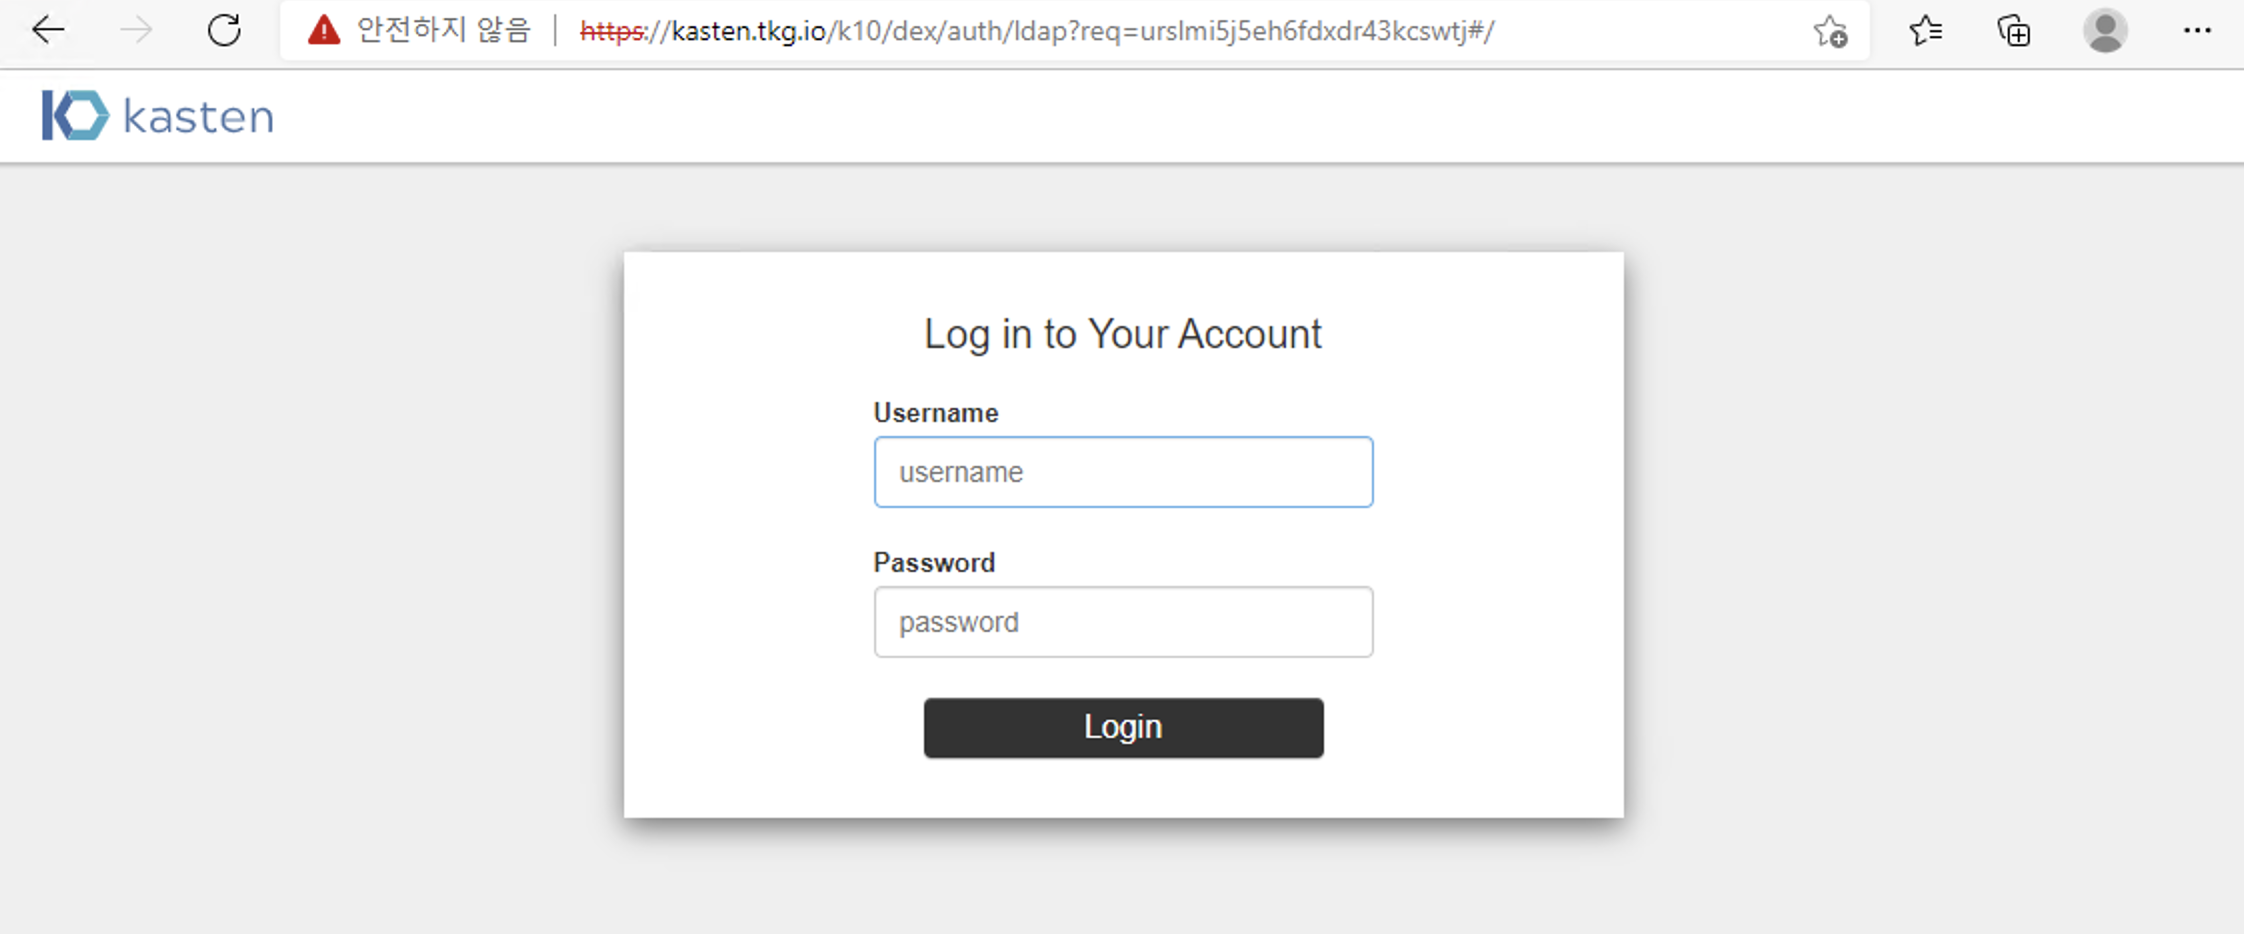 안전하지 않음 https://kasten.tkg.io/k10/dex/auth/ldap?req=urslmi5j5eh6fdxdr43kcswtj#/
kasten
Log in to Your Account
Username
username
Password
password
Login